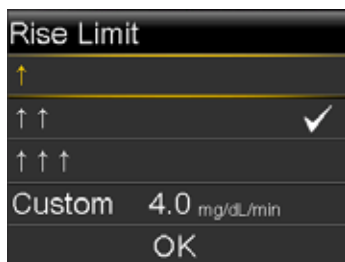 Rise Limit
↑
↑ ↑ ✓
↑ ↑ ↑
Custom 4.0 mg/dL/min
OK